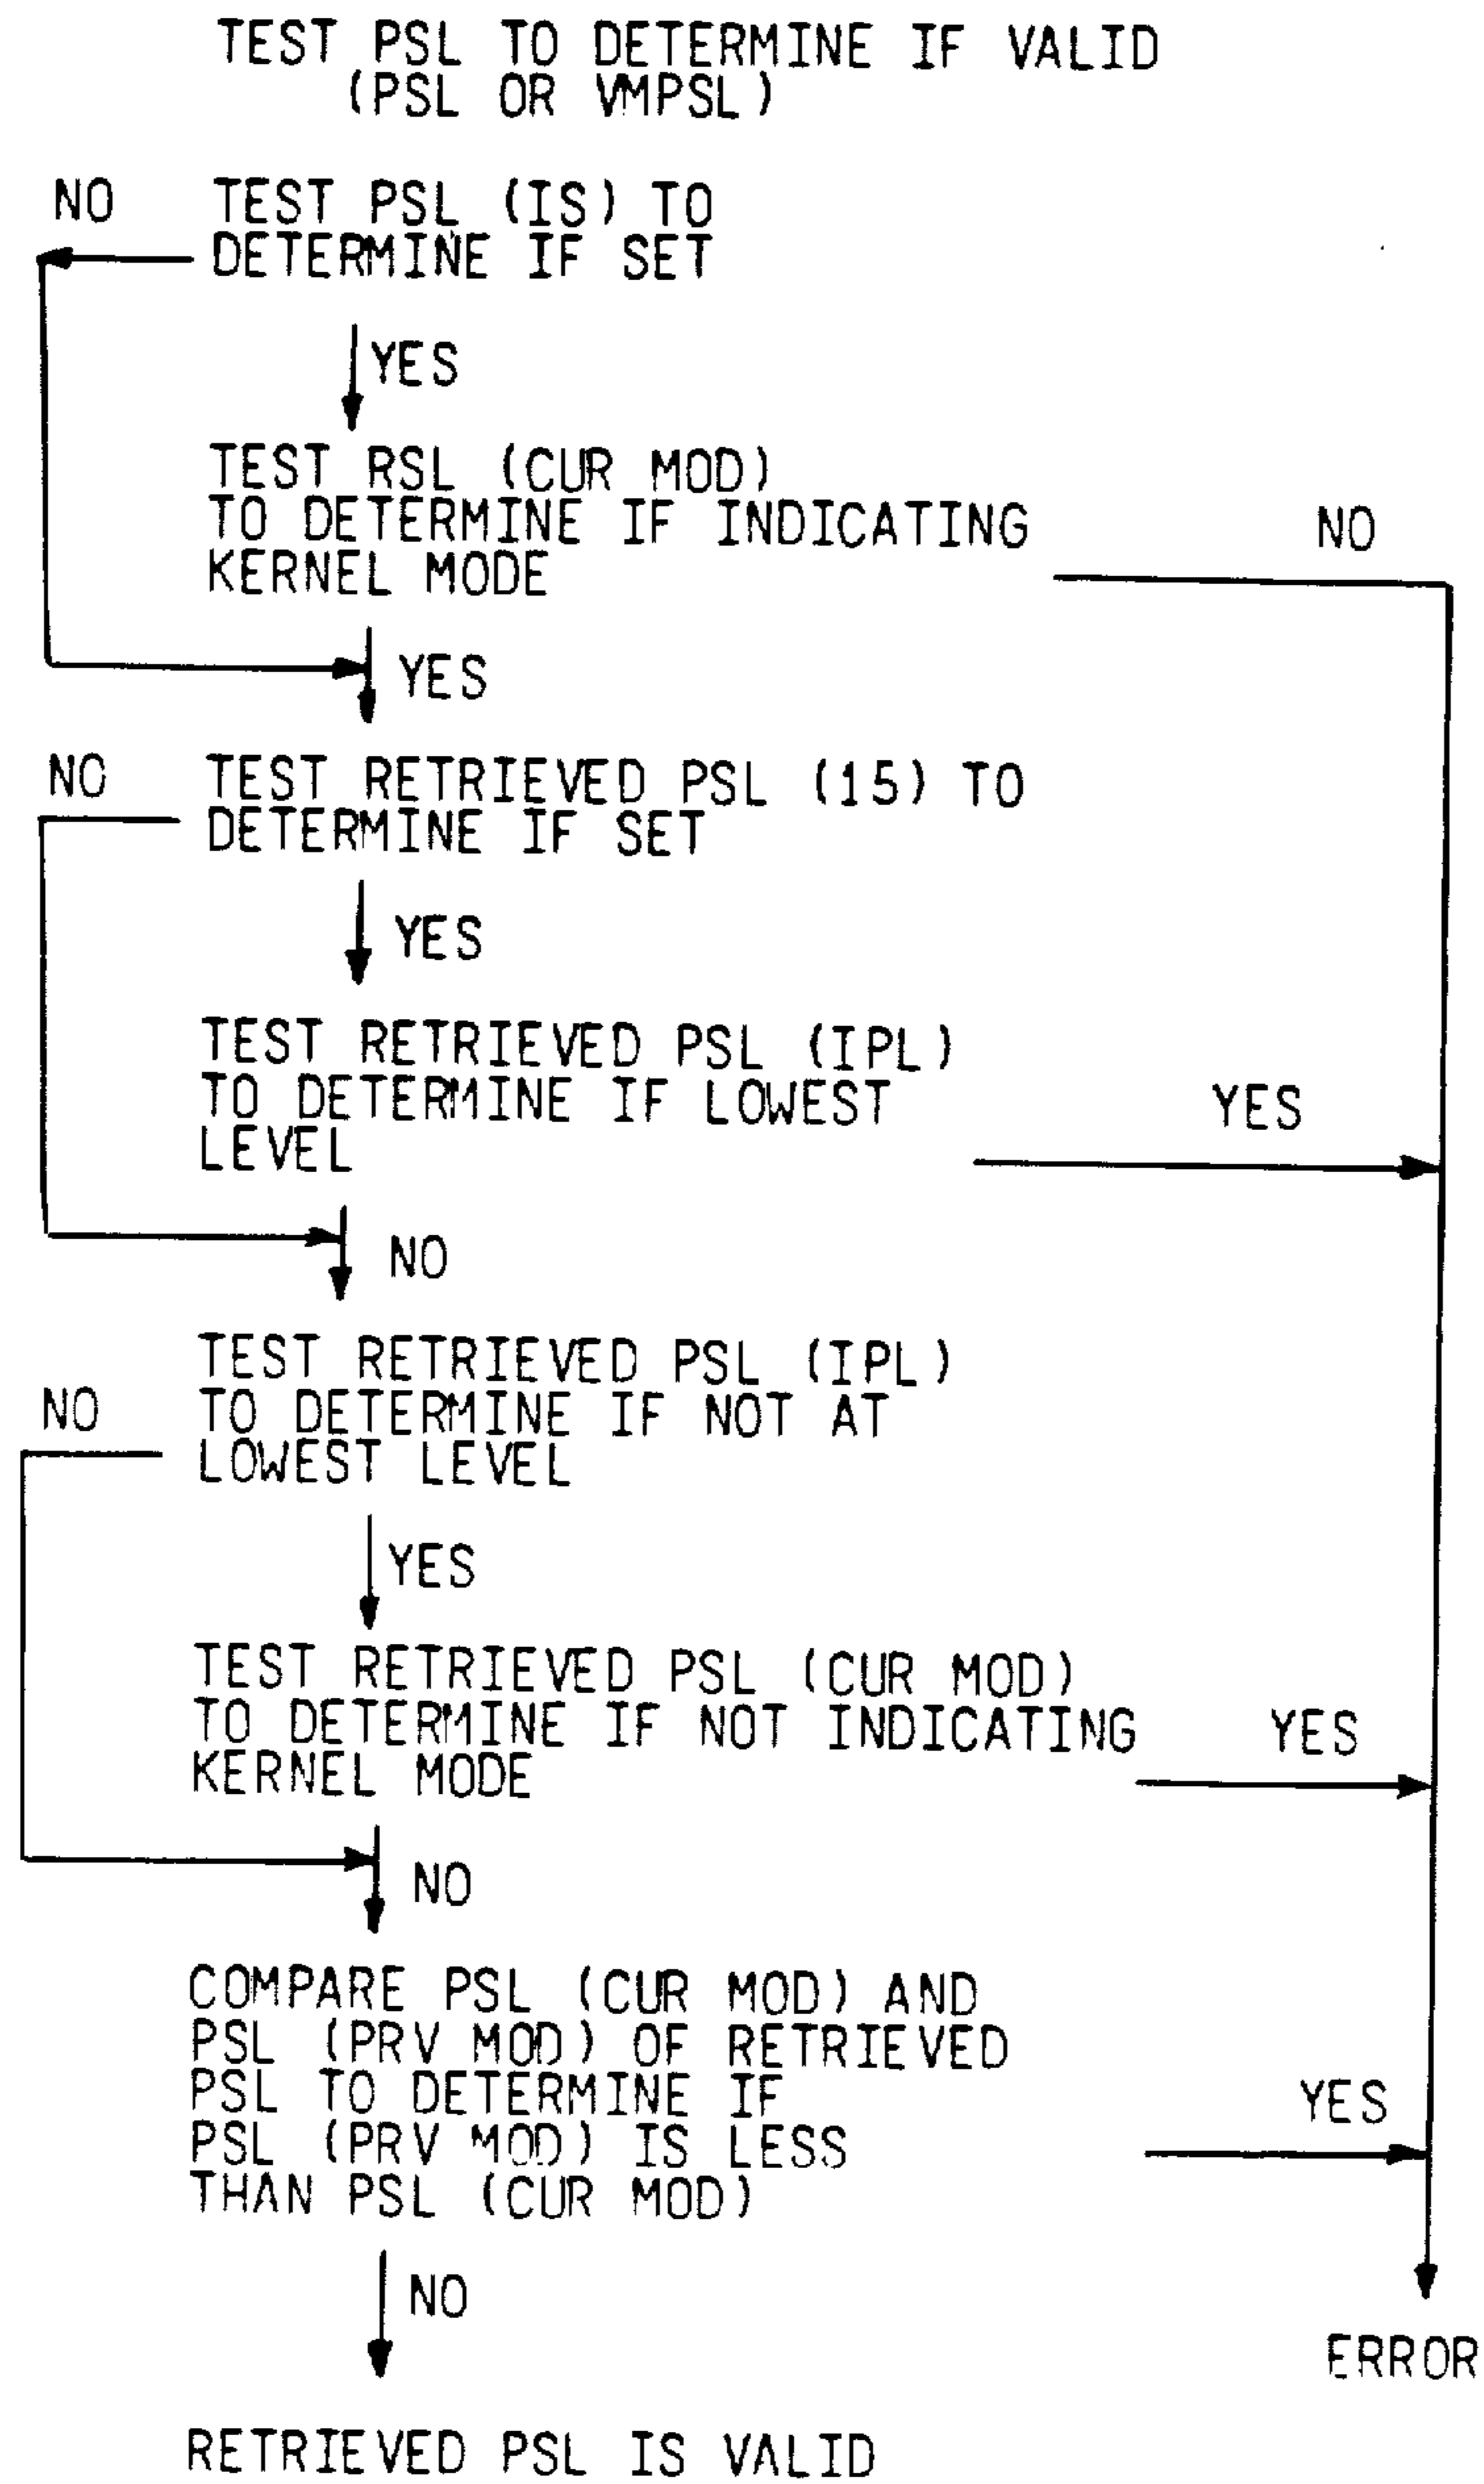 TEST PSL TO DETERMINE IF VALID
(PSL OR VMPSL)
NO
TEST PSL (IS) TO
DETERMINE IF SET
YES
TEST RSL (CUR MOD)
TO DETERMINE IF INDICATING
KERNEL MODE
NO
YES
NO
TEST RETRIEVED PSL (15) TO
DETERMINE IF SET
YES
TEST RETRIEVED PSL (IPL)
TO DETERMINE IF LOWEST
LEVEL
YES
NO
TEST RETRIEVED PSL (IPL)
NO
TO DETERMINE IF NOT AT
LOWEST LEVEL
YES
TEST RETRIEVED PSL (CUR MOD)
TO DETERMINE IF NOT INDICATING
KERNEL MODE
YES
NO
COMPARE PSL (CUR MOD) AND
PSL (PRV MOD) OF RETRIEVED
PSL TO DETERMINE IF
PSL (PRV MOD) IS LESS
THAN PSL (CUR MOD)
YES
NO
ERROR
RETRIEVED PSL IS VALID